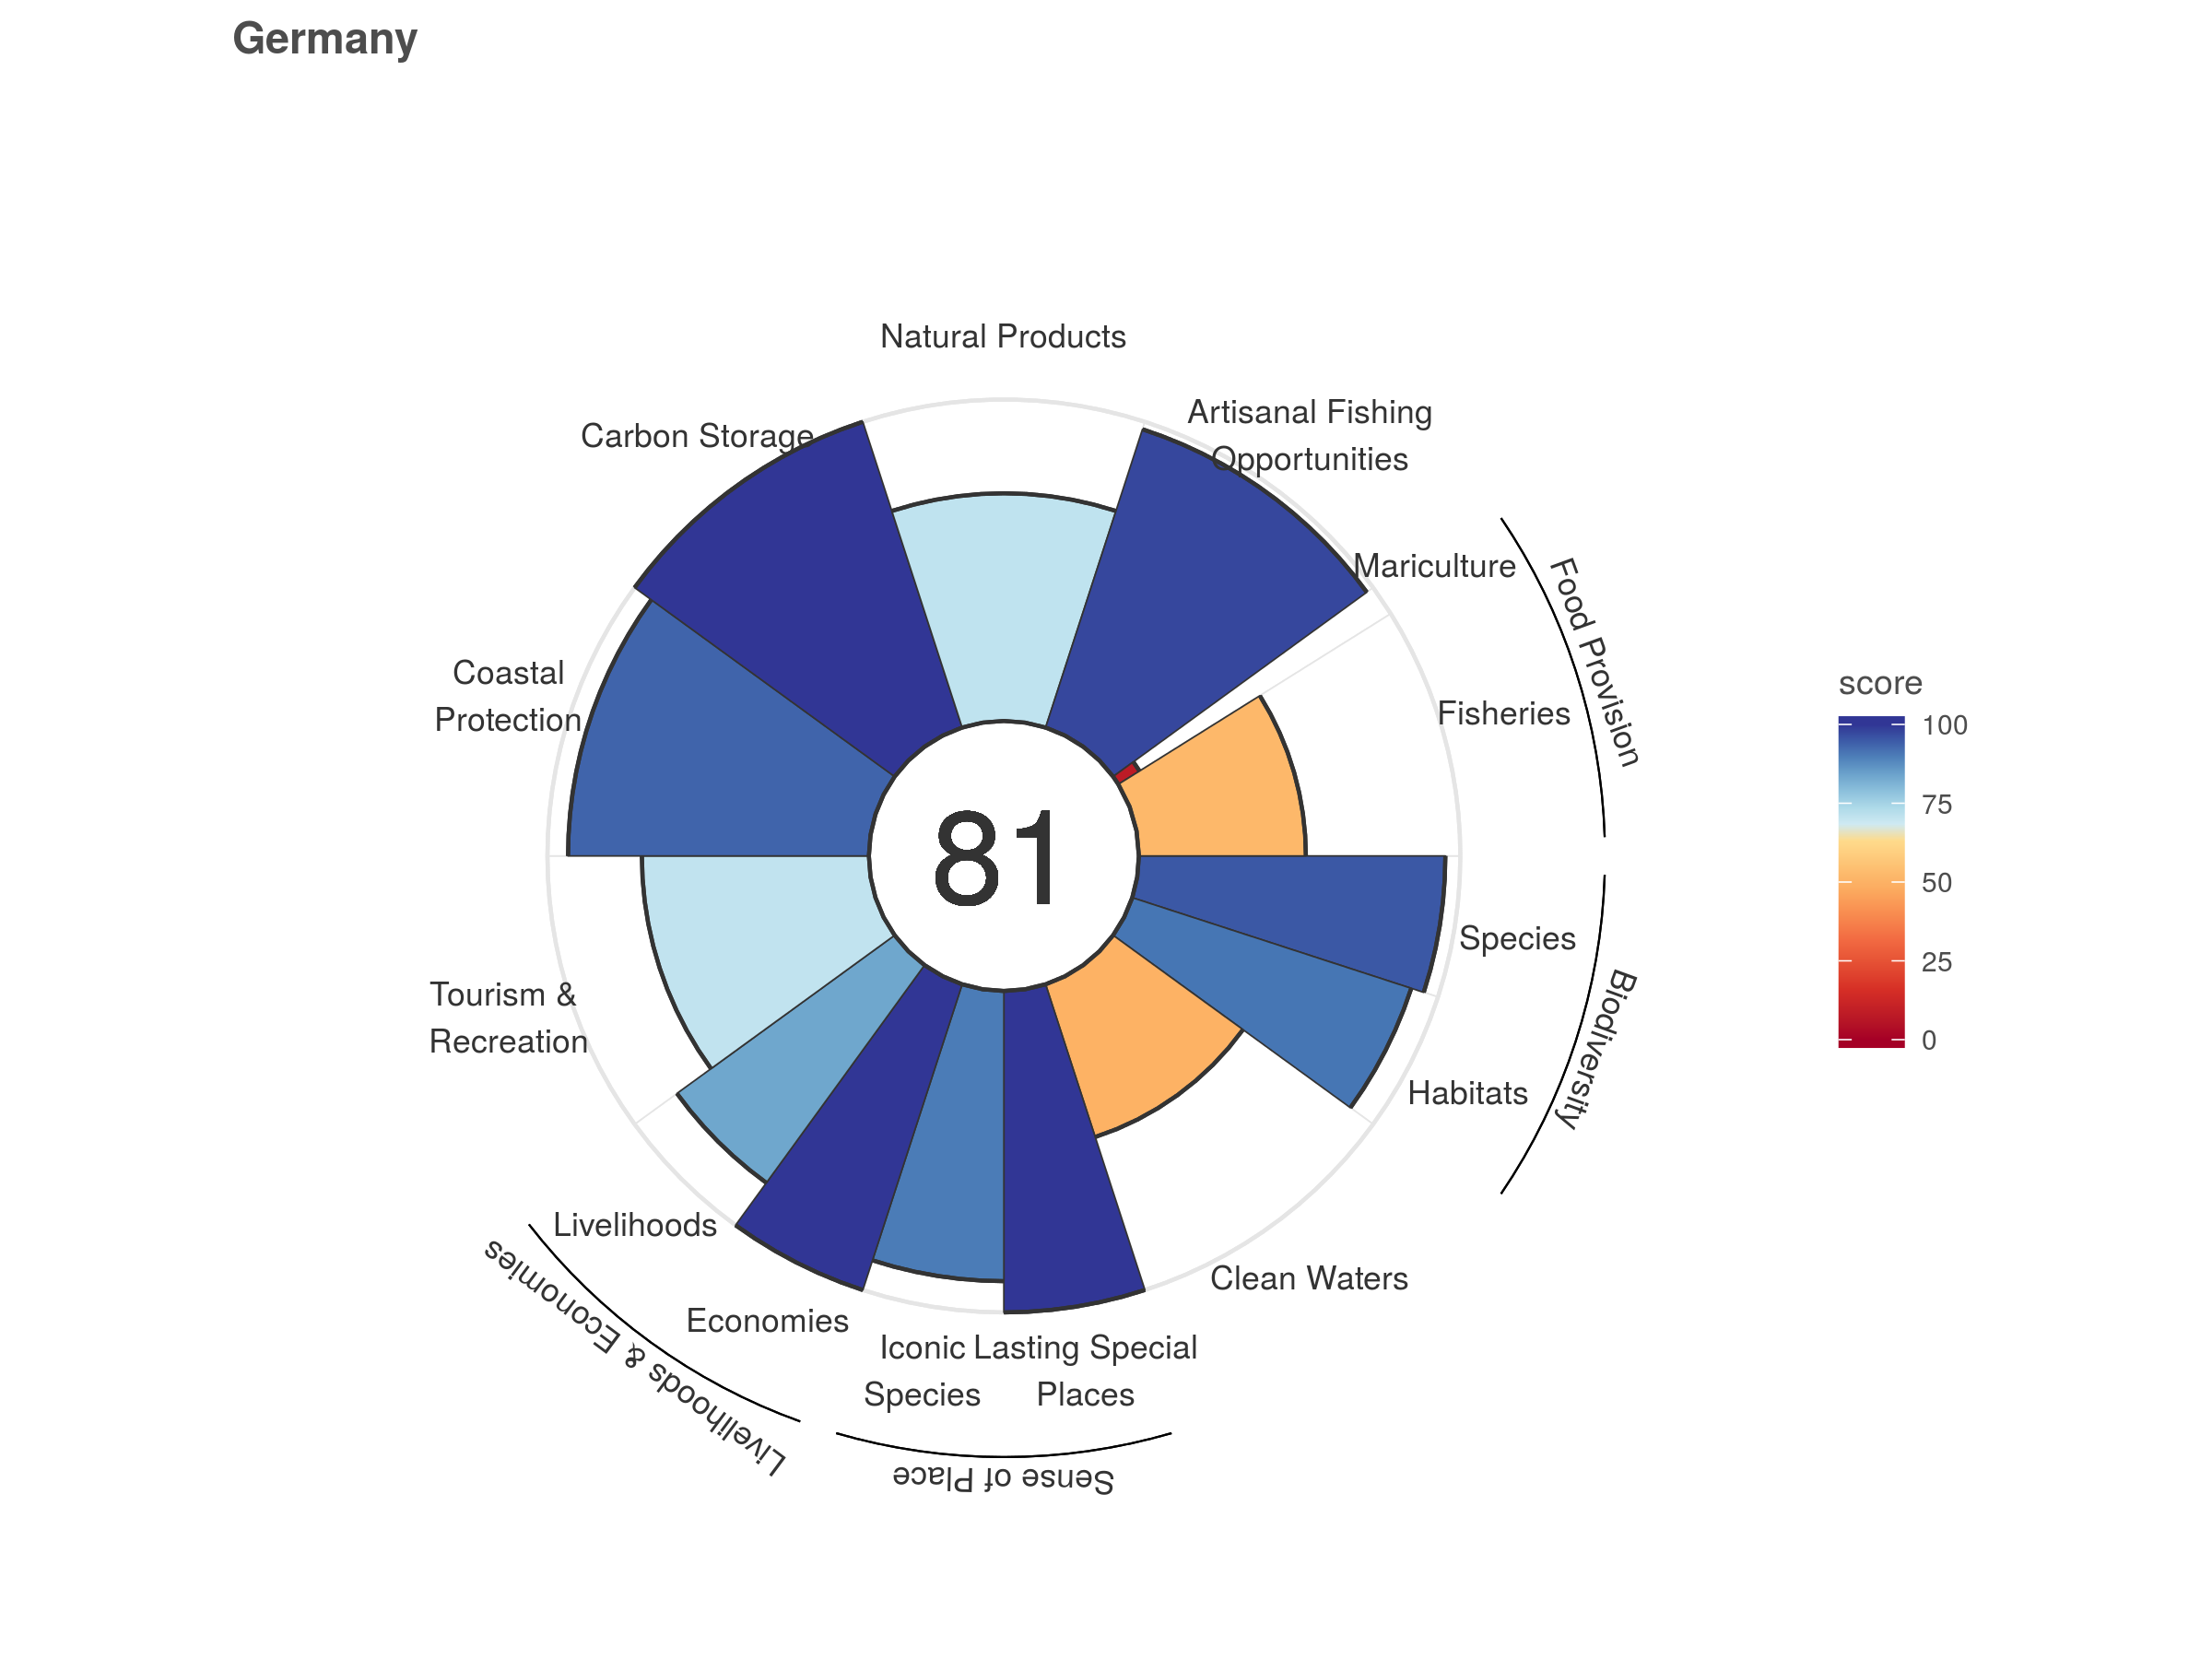 Germany
Natural Products
Artisanal Fishing
Opportunities
Carbon Storage
Mariculture
Food Provision
Fisheries
Coastal
Protection
81
score
100
75
50
25
0
Species
Biodiversity
Habitats
Tourism &
Recreation
Livelihoods
Clean Waters
Economies
Livelihoods & Economies
Iconic
Species
Lasting Special
Places
Sense of Place